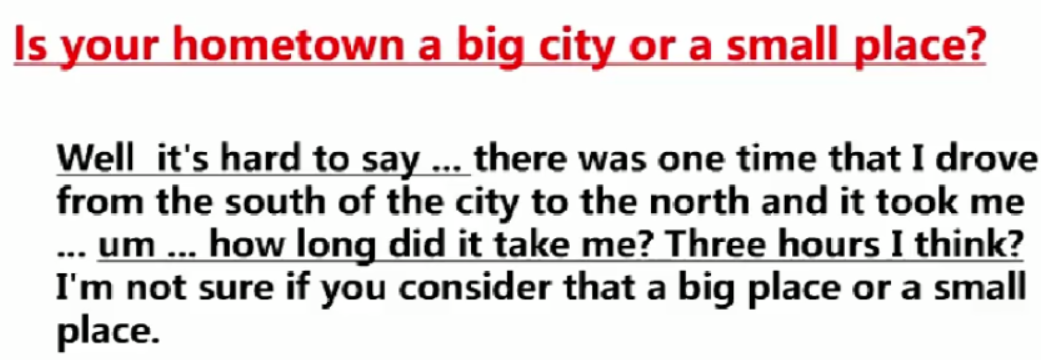 Is your hometown a big city or a small place?
Well  it's hard to say ... there was one time that I drove
from the south of the city to the north and it took me
... um ... how long did it take me? Three hours I think?
I'm not sure if you consider that a big place or a small
place.